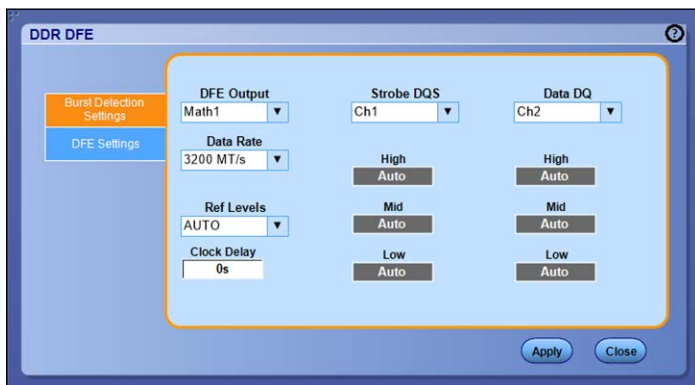 DDR DFE
?
Burst Detection
Settings
DFE Settings
DFE Output
Math1
Strobe DQS
Ch1
Data DQ
Ch2
Data Rate
3200 MT/s
High
Auto
High
Auto
Ref Levels
AUTO
Mid
Auto
Mid
Auto
Clock Delay
0s
Low
Auto
Low
Auto
Apply
Close